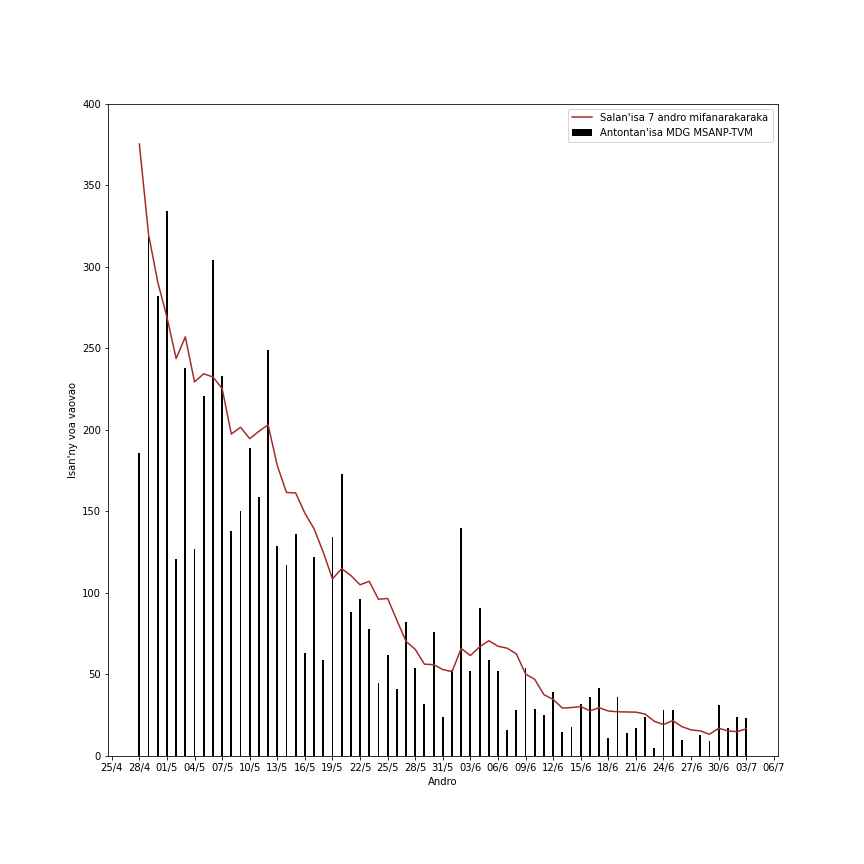 Salan'isa 7 andro mifanarakaraka
Antontan'isa MDG MSANP-TVM
400
350
300
250
200
150
100
50
0
Isan'ny voa vaovao
25/4 28/4 01/5 04/5 07/5 10/5 13/5 16/5 19/5 22/5 25/5 28/5 31/5 03/6 06/6 09/6 12/6 15/6 18/6 21/6 24/6 27/6 30/6 03/7 06/7
Andro